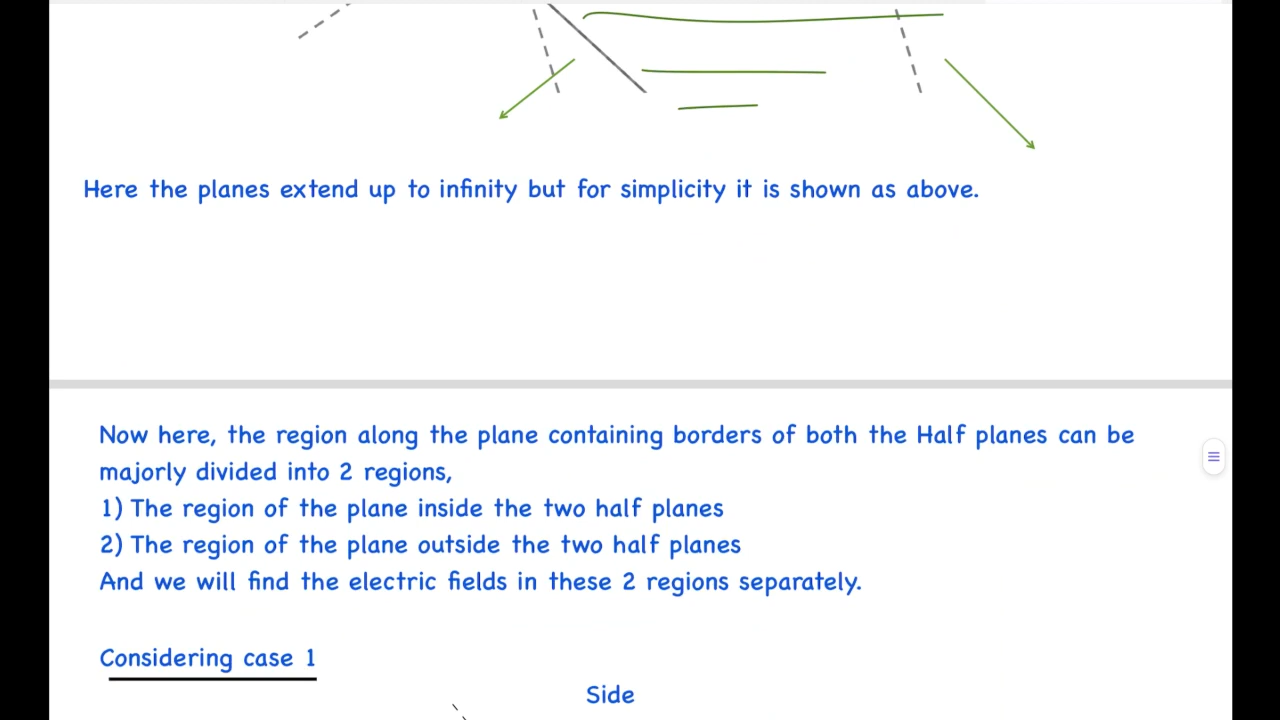 Here the planes extend up to infinity but for simplicity it is shown as above.
Now here, the region along the plane containing borders of both the Half planes can be
majorly divided into 2 regions,
1) The region of the plane inside the two half planes
2) The region of the plane outside the two half planes
And we will find the electric fields in these 2 regions separately.
Considering case 1
Side